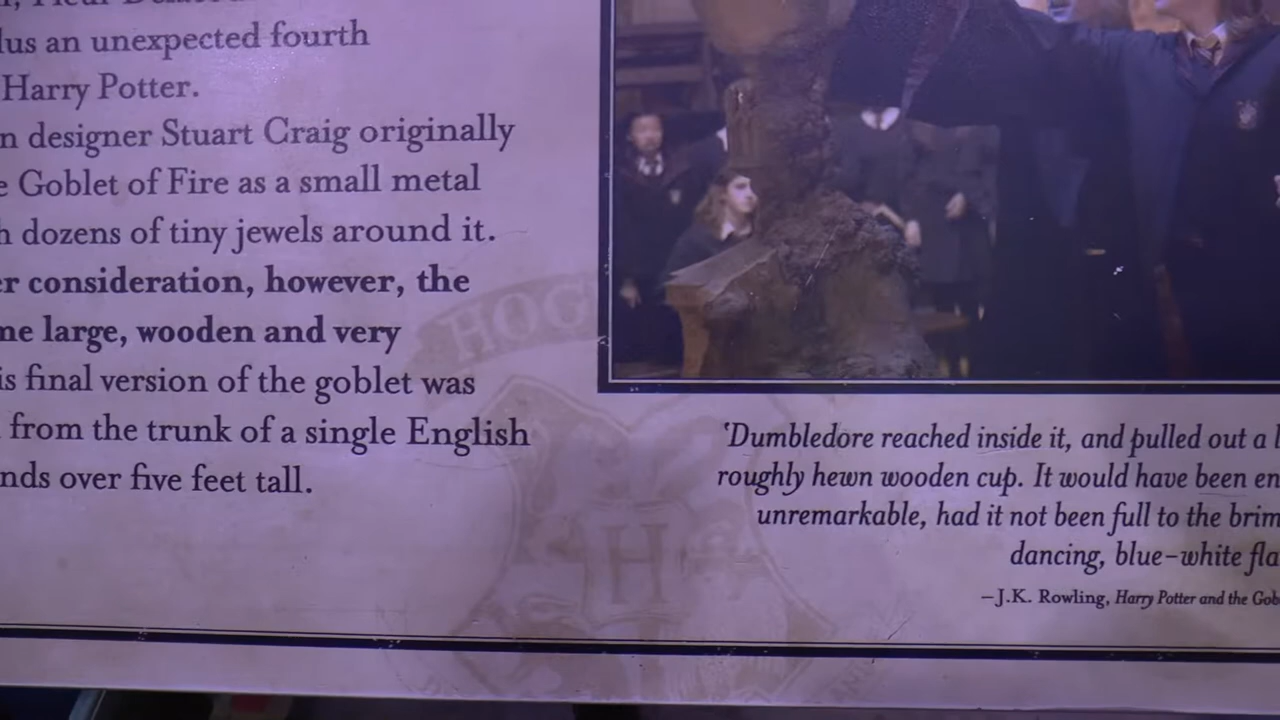 lus an unexpected fourth
Harry Potter.
n designer Stuart Craig originally
e Goblet of Fire as a small metal
h dozens of tiny jewels around it.
er consideration, however, the
me large, wooden and very
is final version of the goblet was
from the trunk of a single English
nds over five feet tall.
HOG
H
'Dumbledore reached inside it, and pulled out a
roughly hewn wooden cup. It would have been en
unremarkable, had it not been full to the brim
dancing, blue-white fla
–J.K. Rowling, Harry Potter and the Gob